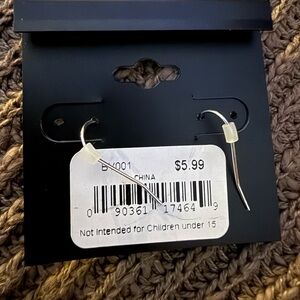 $5.99
CHINA
0 90361 17464 9
Not Intended for Children under 15